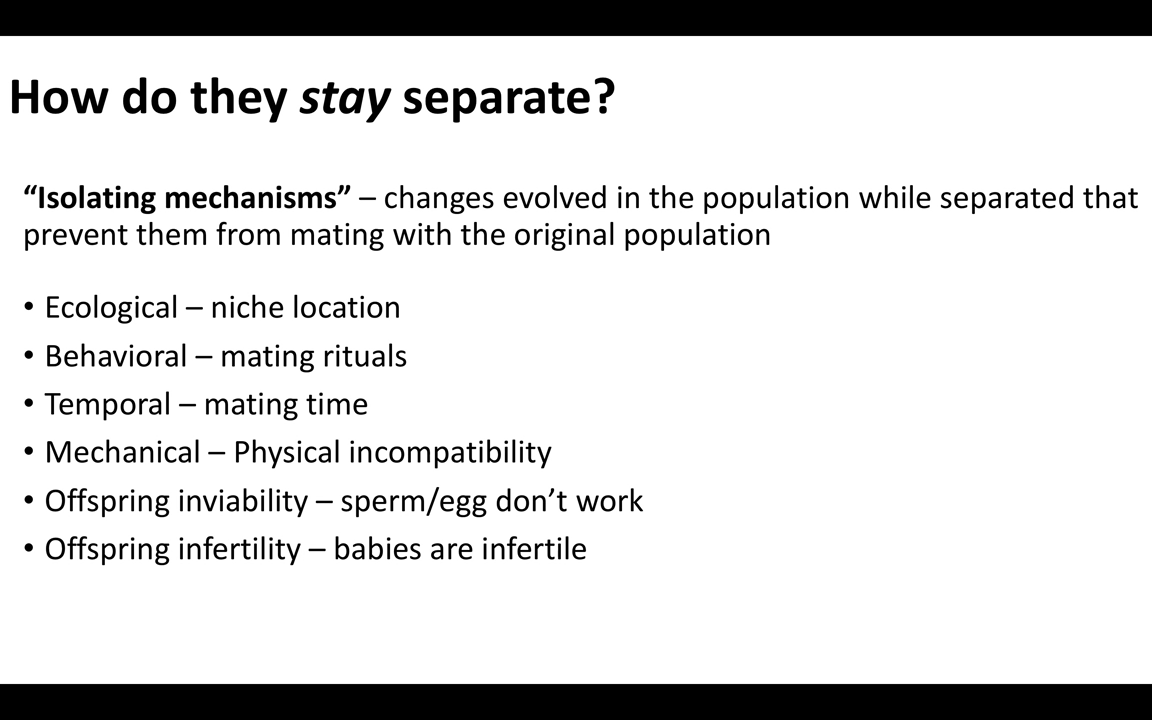 How do they stay separate?
“Isolating mechanisms” – changes evolved in the population while separated that
prevent them from mating with the original population
• Ecological – niche location
• Behavioral – mating rituals
• Temporal – mating time
• Mechanical – Physical incompatibility
• Offspring inviability – sperm/egg don’t work
• Offspring infertility – babies are infertile